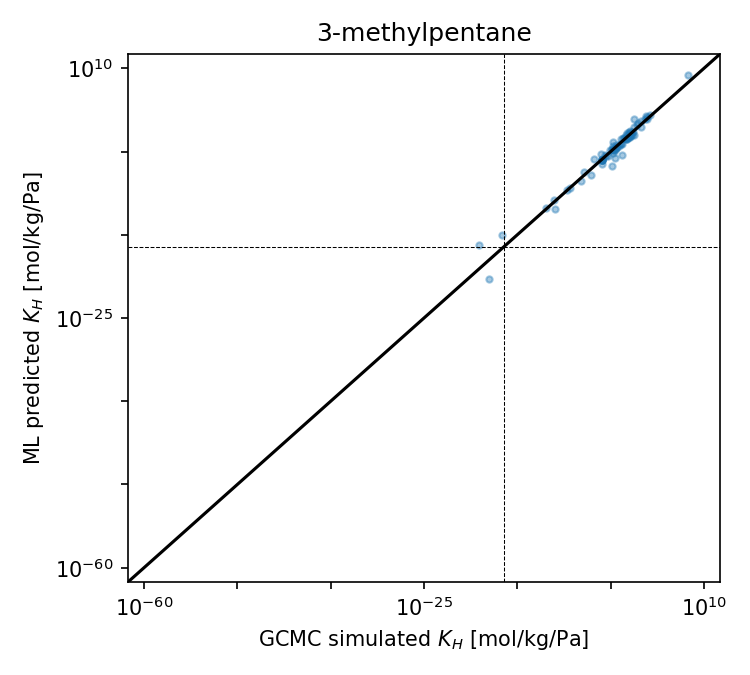 3-methylpentane
10^10
10^-25
10^-60
ML predicted K_H [mol/kg/Pa]
10^-60 10^-25 10^10
GCMC simulated K_H [mol/kg/Pa]